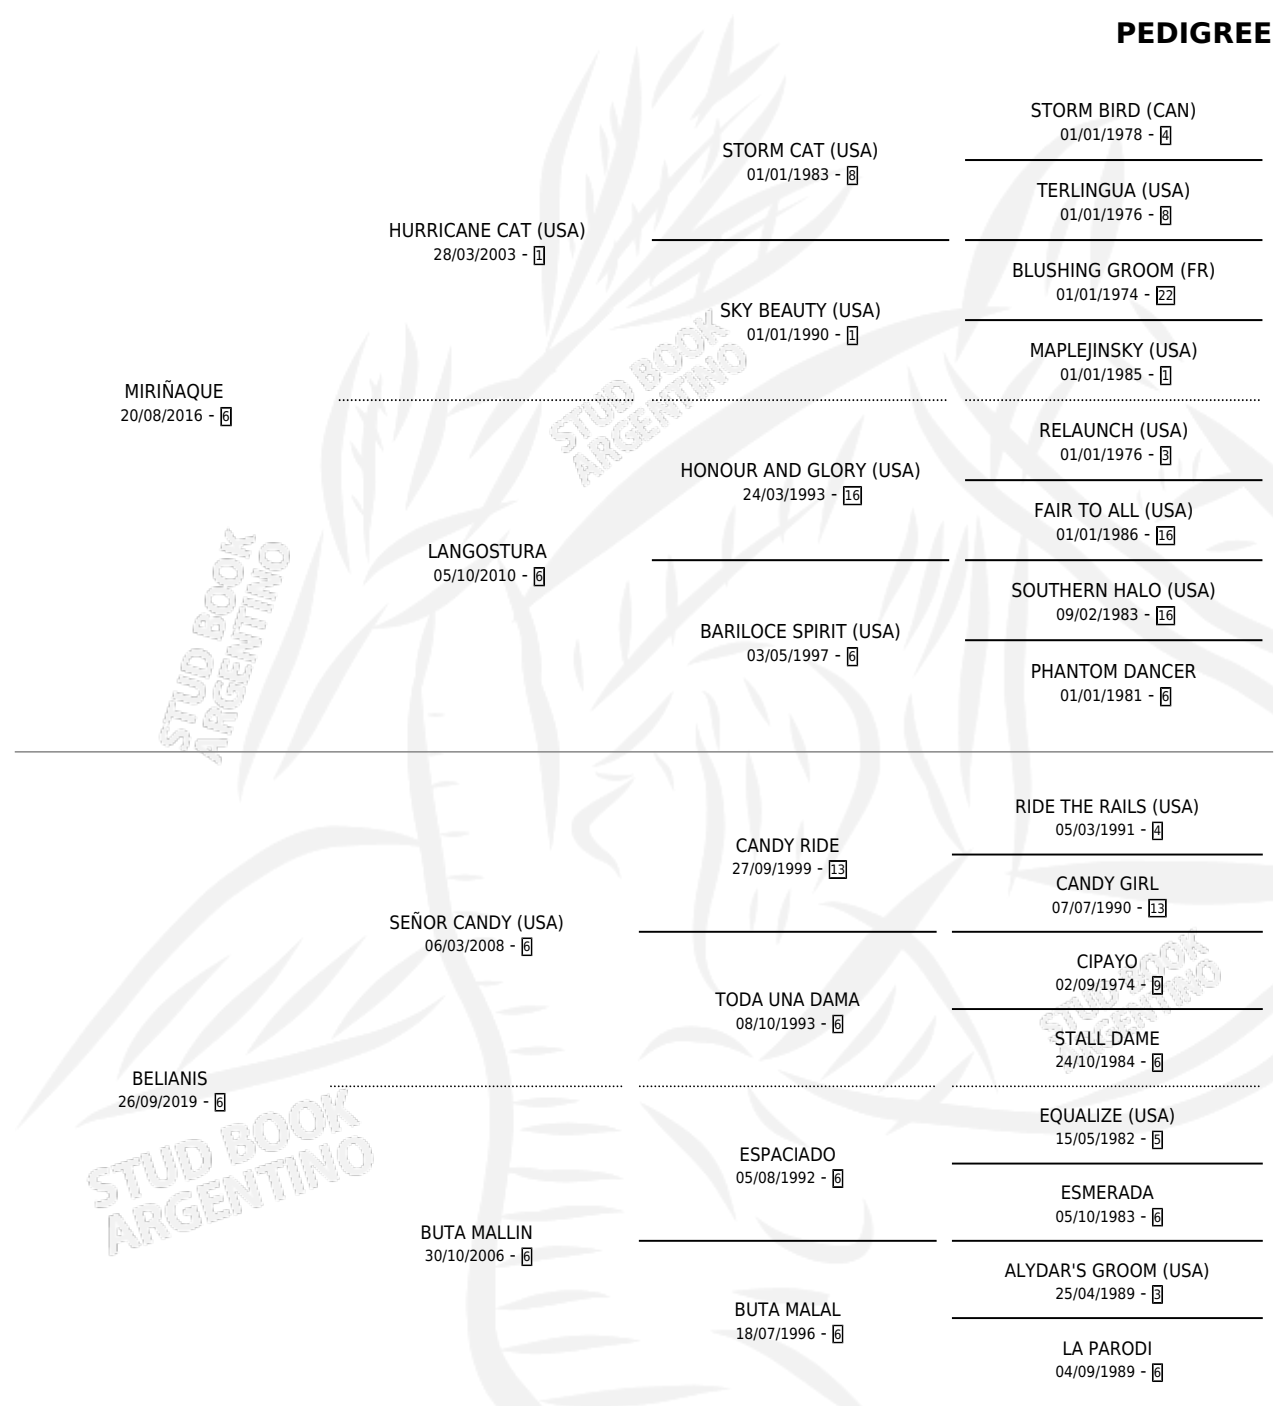 PEDIGREE
STORM BIRD (CAN)
01/01/1978 - 4
STORM CAT (USA)
01/01/1983 - 8
TERLINGUA (USA)
01/01/1976 - 8
HURRICANE CAT (USA)
28/03/2003 - 1
BLUSHING GROOM (FR)
01/01/1974 - 22
SKY BEAUTY (USA)
01/01/1990 - 1
MAPLEJINSKY (USA)
01/01/1985 - 1
MIRIÑAQUE
20/08/2016 - 6
STUD BOOK
ARGENTINO
RELAUNCH (USA)
01/01/1976 - 3
HONOUR AND GLORY (USA)
24/03/1993 - 16
FAIR TO ALL (USA)
01/01/1986 - 16
LANGOSTURA
05/10/2010 - 6
SOUTHERN HALO (USA)
09/02/1983 - 16
BARILOCE SPIRIT (USA)
03/05/1997 - 6
PHANTOM DANCER
01/01/1981 - 6
STUD BOOK
ARGENTINO
RIDE THE RAILS (USA)
05/03/1991 - 4
CANDY RIDE
27/09/1999 - 13
CANDY GIRL
07/07/1990 - 13
SEÑOR CANDY (USA)
06/03/2008 - 6
CIPAYO
02/09/1974 - 9
TODA UNA DAMA
08/10/1993 - 6
STALL DAME
24/10/1984 - 6
STUD BOOK
ARGENTINO
BELIANIS
26/09/2019 - 6
EQUALIZE (USA)
15/05/1982 - 5
ESPACIADO
05/08/1992 - 6
ESMERADA
05/10/1983 - 6
STUD BOOK
ARGENTINO
BUTA MALLIN
30/10/2006 - 6
ALYDAR'S GROOM (USA)
25/04/1989 - 3
BUTA MALAL
18/07/1996 - 6
LA PARODI
04/09/1989 - 6